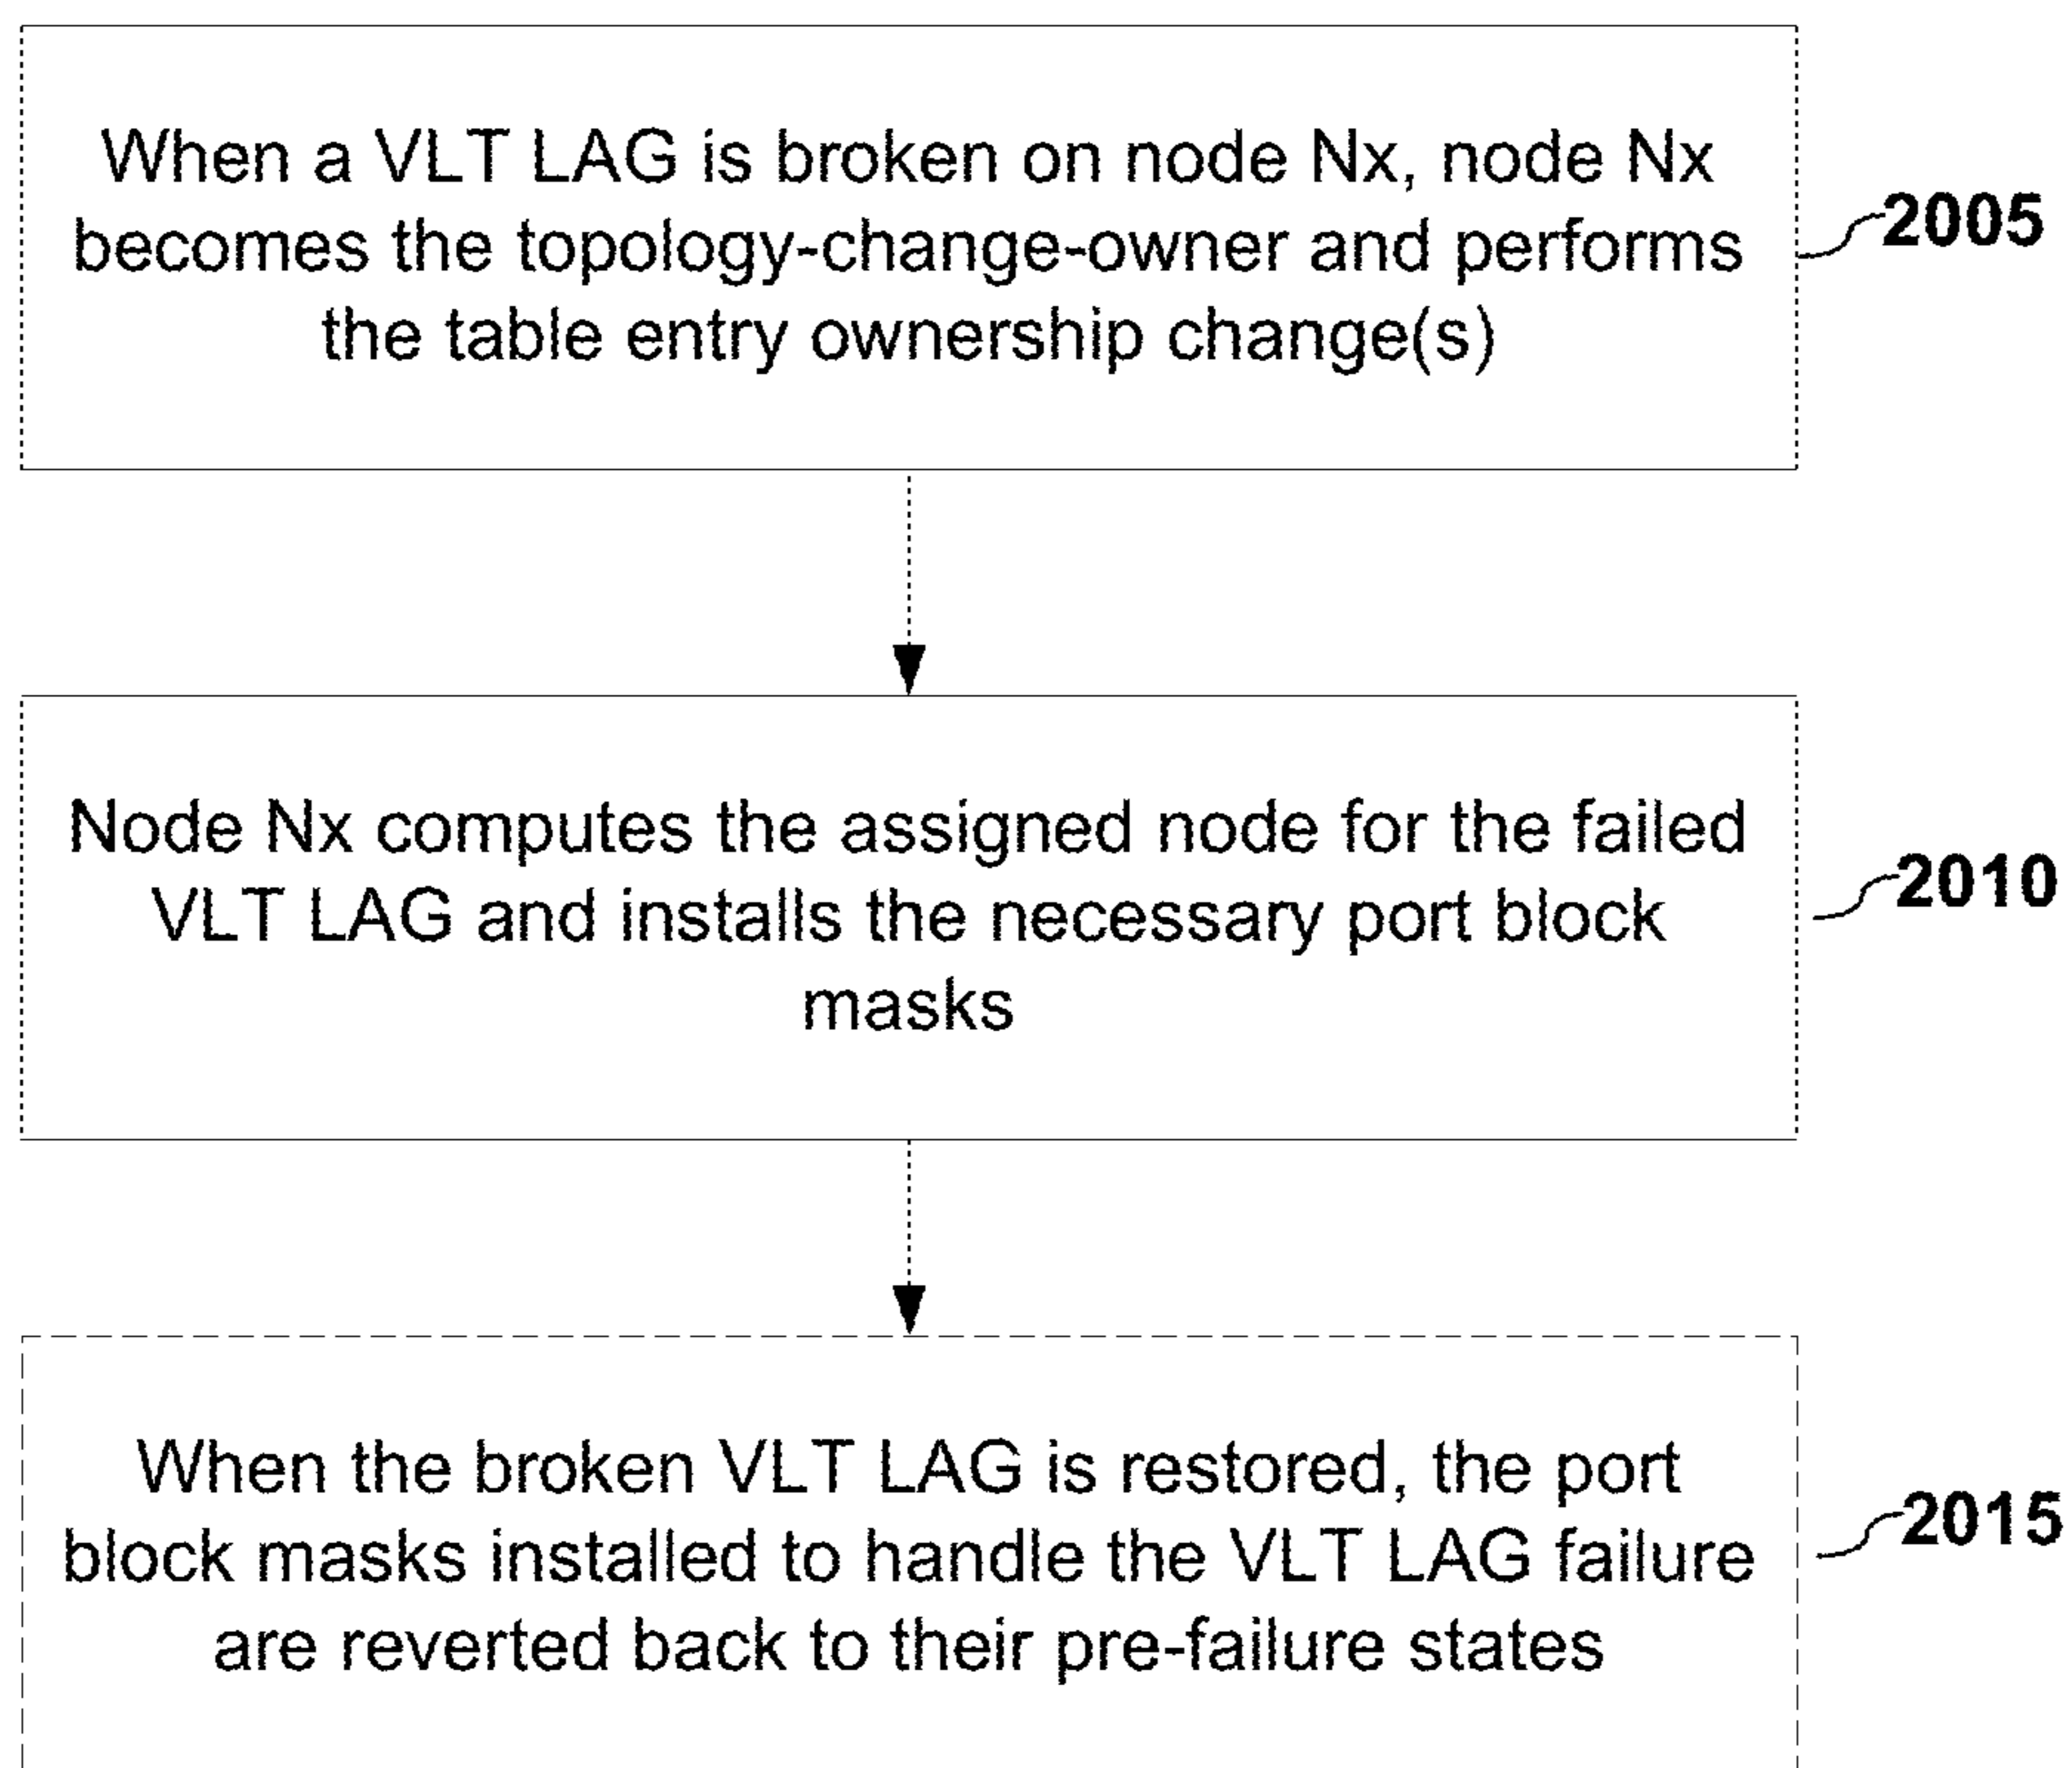 When a VLT LAG is broken on node Nx, node Nx
becomes the topology-change-owner and performs
the table entry ownership change(s)
2005
Node Nx computes the assigned node for the failed
VLT LAG and installs the necessary port block
masks
2010
When the broken VLT LAG is restored, the port
block masks installed to handle the VLT LAG failure
are reverted back to their pre-failure states
2015